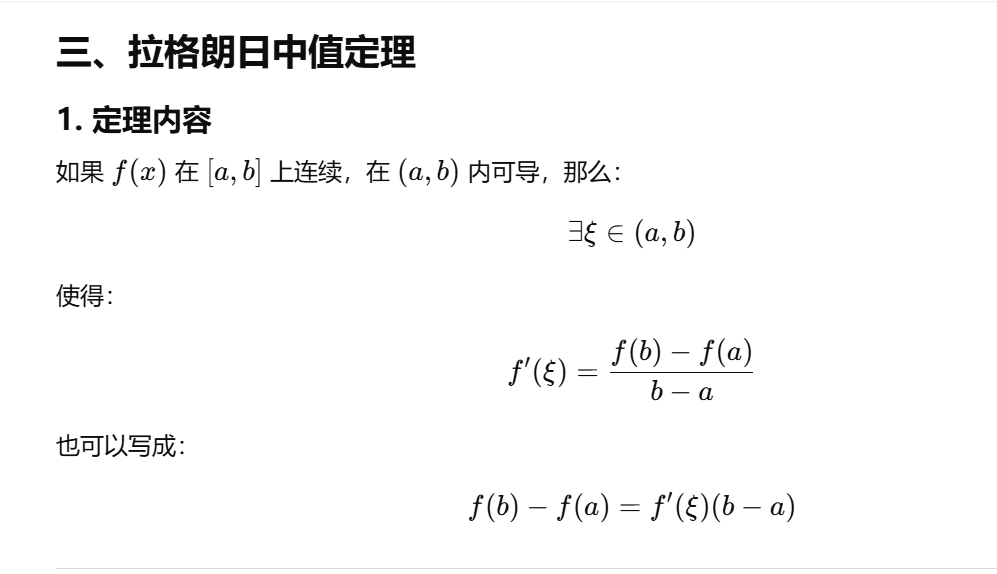 三、拉格朗日中值定理
1. 定理内容
如果 f(x) 在 [a, b] 上连续，在 (a, b) 内可导，那么：
∃ξ ∈ (a, b)
使得：
f′(ξ) = \frac{f(b) − f(a)}{b − a}
也可以写成：
f(b) − f(a) = f′(ξ)(b − a)